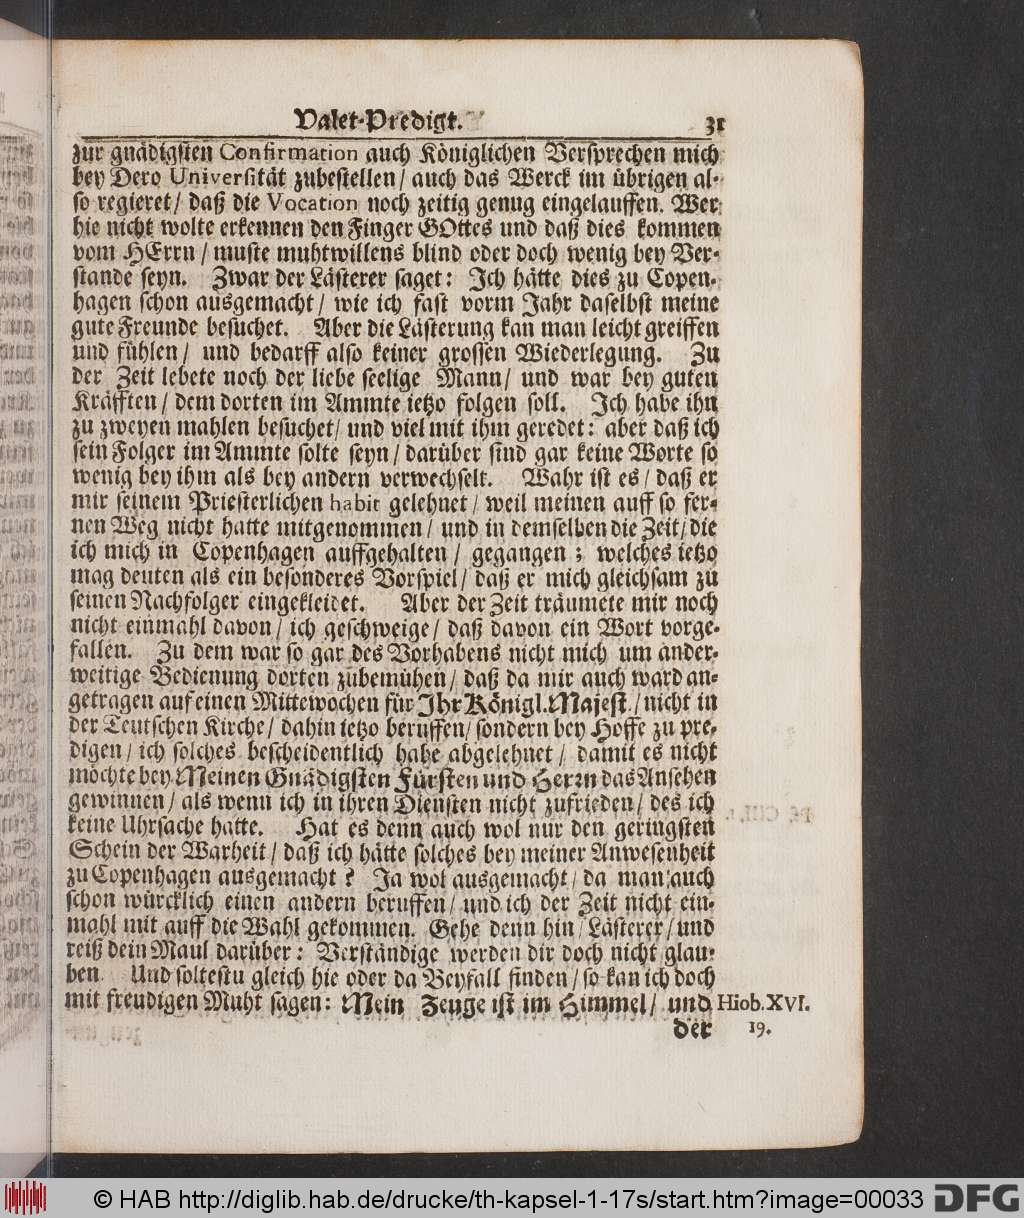 Valet-Predigt. 31
zur gnädigsten Confirmation auch Königlichen Versprechen mich
bey Dero Universität zubestellen/ auch das Werck im übrigen al-
so regieret/ daß die Vocation noch zeitig genug eingelauffen. Wer
hie nicht wolte erkennen den Finger GOttes und daß dies kommen
vom HErrn/ muste muhtwillens blind oder doch wenig bey Ver-
stande seyn. Zwar der Lästerer saget: Ich hätte dies zu Copen-
hagen schon ausgemacht/ wie ich fast vorm Jahr daselbst meine
gute Freunde besuchet. Aber die Lästerung kan man leicht greiffen
und fühlen/ und bedarff also keiner grossen Wiederlegung. Zu
der Zeit lebete noch der liebe seelige Mann/ und war bey guten
Kräfften/ dem dorten im Ammte ietzo folgen soll. Ich habe ihn
zu zweyen mahlen besuchet/ und viel mit ihm geredet: aber daß ich
sein Folger im Ammte solte seyn/ darüber sind gar keine Worte so
wenig bey ihm als bey andern verwechselt. Wahr ist es/ daß er
mir seinem Priesterlichen habit gelehnet/ weil meinen auff so fer-
nen Weg nicht hatte mitgenommen/ und in demselben die Zeit/ die
ich mich in Copenhagen auffgehalten/ gegangen; welches ietzo
mag deuten als ein besonderes Vorspiel/ daß er mich gleichsam zu
seinen Nachfolger eingekleidet. Aber der Zeit träumete mir noch
nicht einmahl davon/ ich geschweige/ daß davon ein Wort vorge-
fallen. Zu dem war so gar des Vorhabens nicht mich um ander-
weitige Bedienung dorten zubemühen/ daß da mir auch ward an-
getragen auf einen Mittewochen für Ihr Königl. Majest./ nicht in
der Teutschen Kirche/ dahin ietzo beruffen/ sondern bey Hoffe zu pre-
digen/ ich solches bescheidentlich habe abgelehnet/ damit es nicht
möchte bey Meinen Gnädigsten Fürsten und Herrn das Ansehen
gewinnen/ als wenn ich in ihren Diensten nicht zufrieden/ des ich
keine Uhrsache hatte. Hat es denn auch wol nur den geringsten
Schein der Warheit/ daß ich hätte solches bey meiner Anwesenheit
zu Copenhagen ausgemacht? Ja wol ausgemacht/ da man auch
schon würcklich einen andern beruffen/ und ich der Zeit nicht ein-
mahl mit auff die Wahl gekommen. Gehe denn hin/ Lästerer/ und
reiß dein Maul darüber: Verständige werden dir doch nicht glau-
ben. Und soltestu gleich hie oder da Beyfall finden/ so kan ich doch
mit freudigen Muht sagen: Mein Zeuge ist im Himmel/ und Hiob. XVI.
der 19.
© HAB http://diglib.hab.de/drucke/th-kapsel-1-17s/start.htm?image=00033 DFG